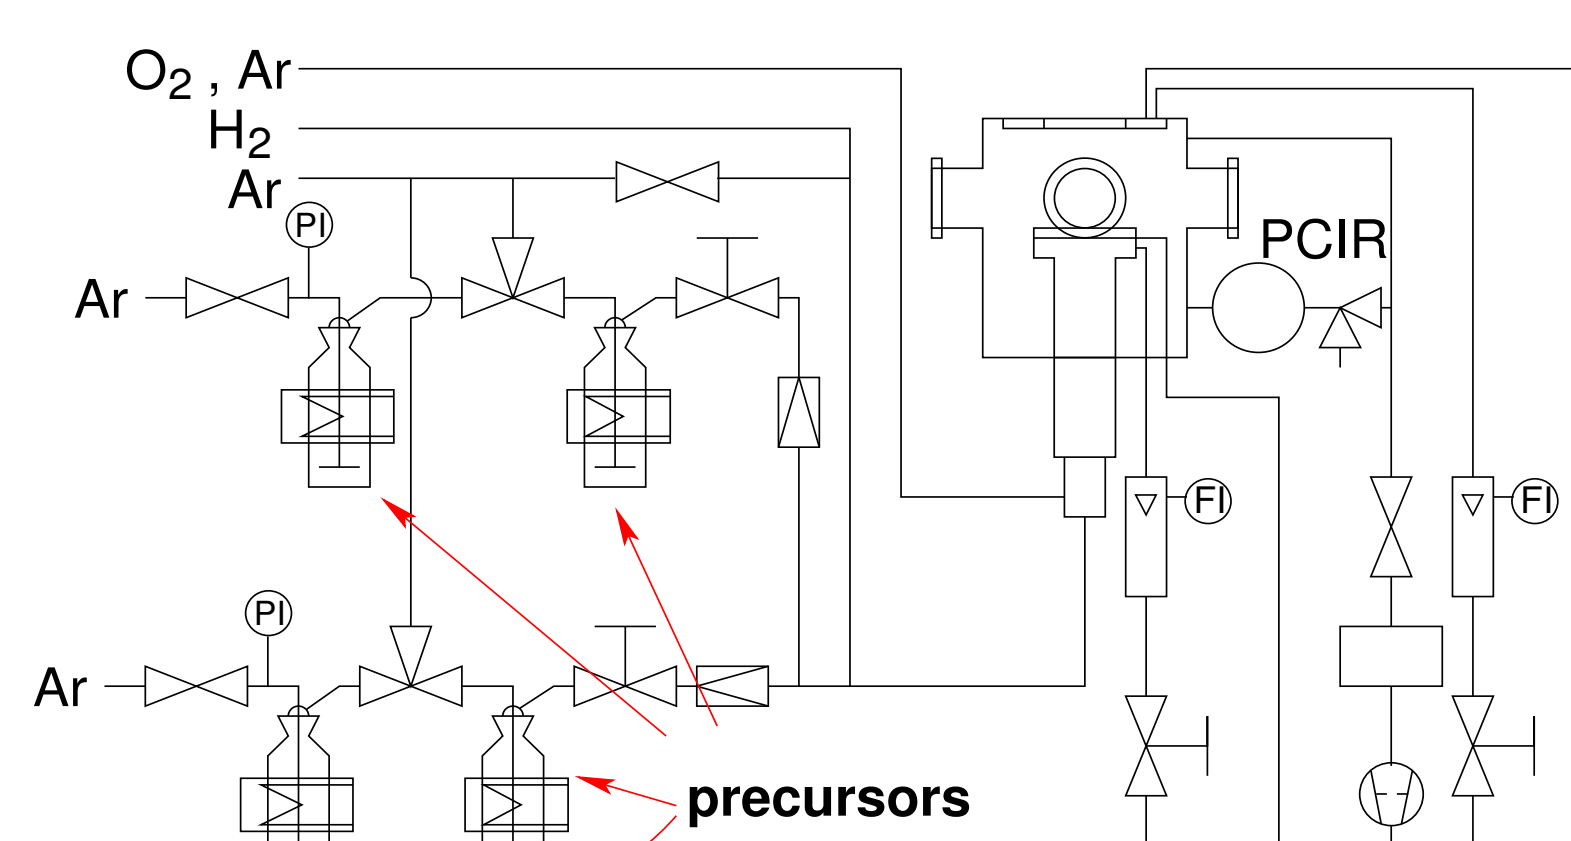 O2 , Ar
H2
Ar
PI
PCIR
Ar
FI
FI
PI
Ar
precursors